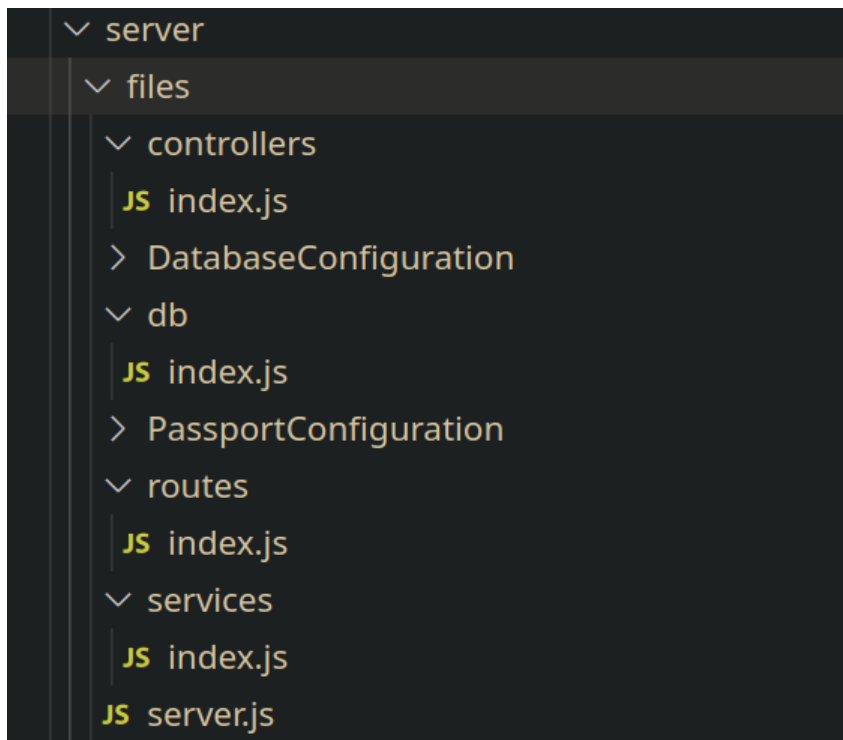 server
files
controllers
JS index.js
DatabaseConfiguration
db
JS index.js
PassportConfiguration
routes
JS index.js
services
JS index.js
JS server.js